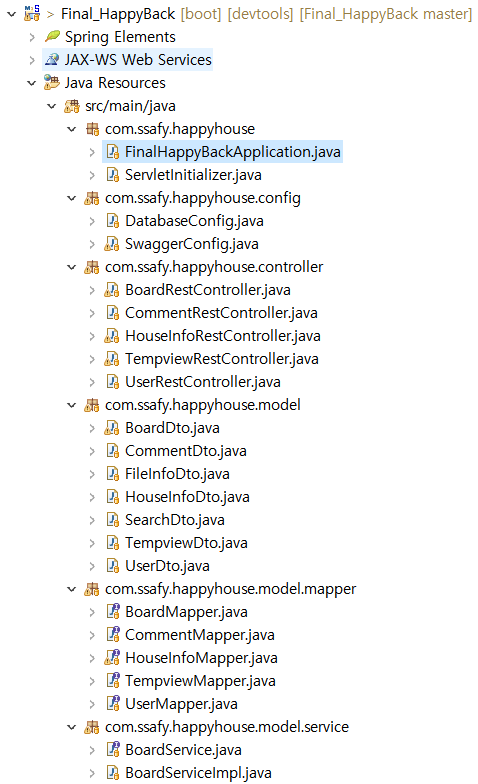 > Final_HappyBack [boot] [devtools] [Final_HappyBack master]
Spring Elements
JAX-WS Web Services
Java Resources
src/main/java
com.ssafy.happyhouse
FinalHappyBackApplication.java
ServletInitializer.java
com.ssafy.happyhouse.config
DatabaseConfig.java
SwaggerConfig.java
com.ssafy.happyhouse.controller
BoardRestController.java
CommentRestController.java
HouseInfoRestController.java
TempviewRestController.java
UserRestController.java
com.ssafy.happyhouse.model
BoardDto.java
CommentDto.java
FileInfoDto.java
HouseInfoDto.java
SearchDto.java
TempviewDto.java
UserDto.java
com.ssafy.happyhouse.model.mapper
BoardMapper.java
CommentMapper.java
HouseInfoMapper.java
TempviewMapper.java
UserMapper.java
com.ssafy.happyhouse.model.service
BoardService.java
BoardServiceImpl.java